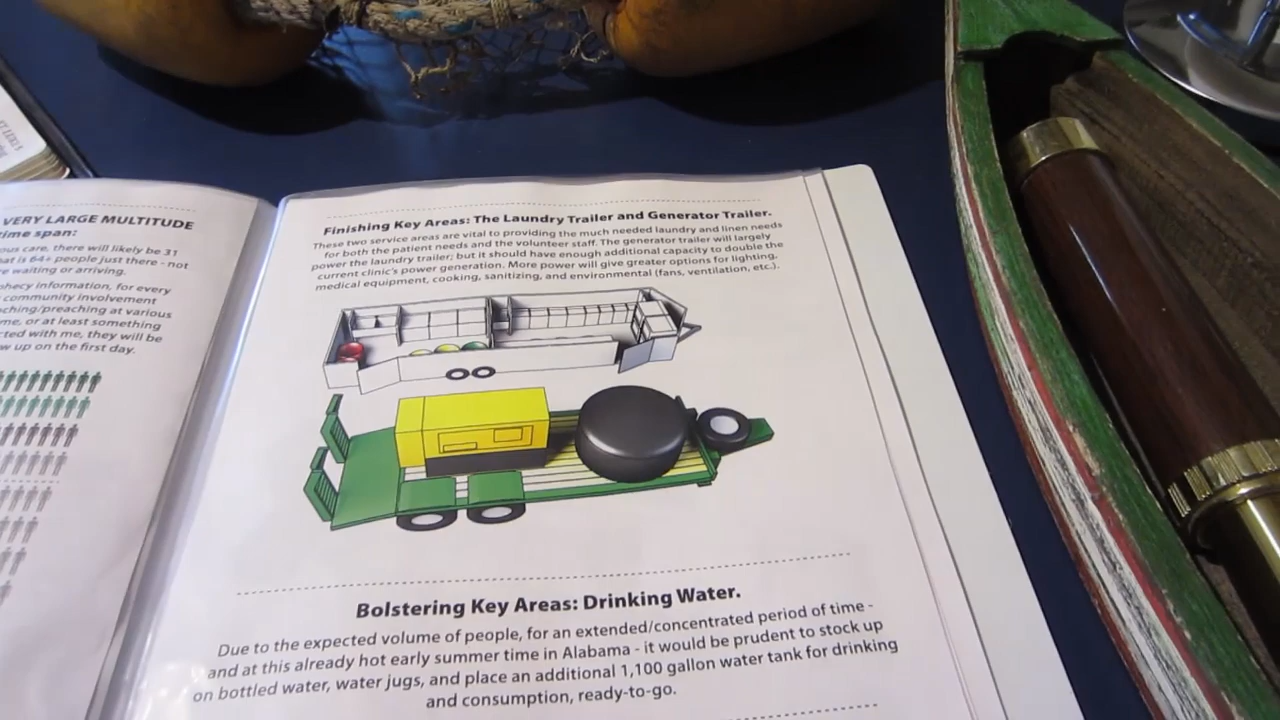 VERY LARGE MULTITUDE
time span:
ous care, there will likely be 31
at is 64+ people just there - not
e waiting or arriving.
phecy information, for every
community involvement
ching/preaching at various
me, or at least something
cted with me, they will be
w up on the first day.
Finishing Key Areas: The Laundry Trailer and Generator Trailer.
These two service areas are vital to providing the much needed laundry and linen needs
for both the patient needs and the volunteer staff. The generator trailer will largely
power the laundry trailer; but it should have enough additional capacity to double the
current clinic's power generation. More power will give greater options for lighting,
medical equipment, cooking, sanitizing, and environmental (fans, ventilation, etc.).
Bolstering Key Areas: Drinking Water.
Due to the expected volume of people, for an extended/concentrated period of time -
and at this already hot early summer time in Alabama - it would be prudent to stock up
on bottled water, water jugs, and place an additional 1,100 gallon water tank for drinking
and consumption, ready-to-go.